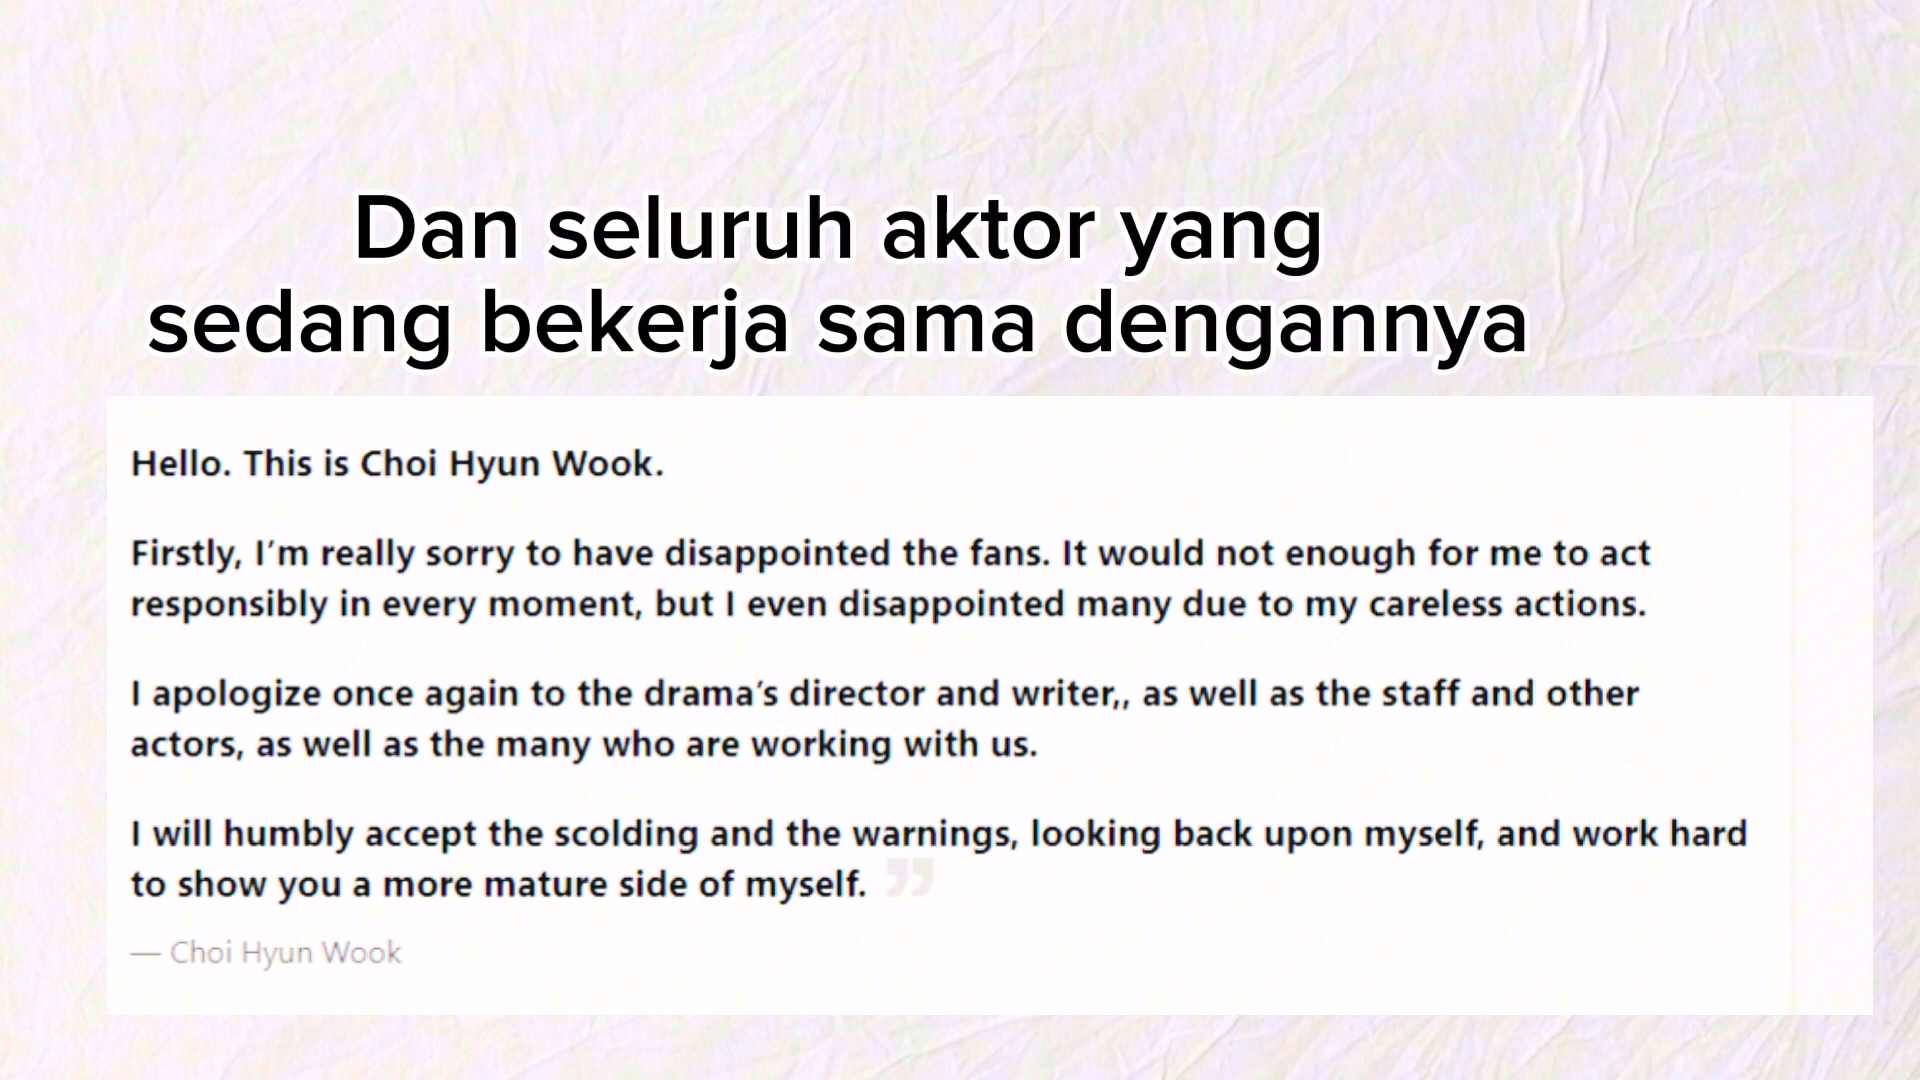 Dan seluruh aktor yang
sedang bekerja sama dengannya
Hello. This is Choi Hyun Wook.
Firstly, I’m really sorry to have disappointed the fans. It would not enough for me to act
responsibly in every moment, but I even disappointed many due to my careless actions.
I apologize once again to the drama’s director and writer,, as well as the staff and other
actors, as well as the many who are working with us.
I will humbly accept the scolding and the warnings, looking back upon myself, and work hard
to show you a more mature side of myself. ”
— Choi Hyun Wook